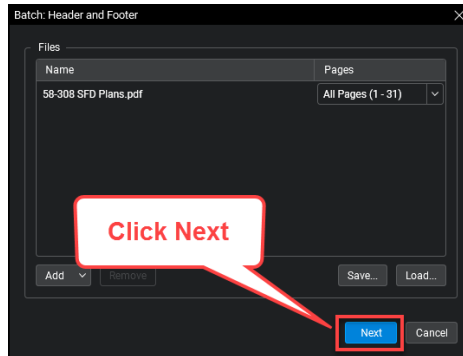 Batch: Header and Footer
Files
Name Pages
58-308 SFD Plans.pdf All Pages (1 - 31)
Click Next
Add Remove Save... Load...
Next Cancel